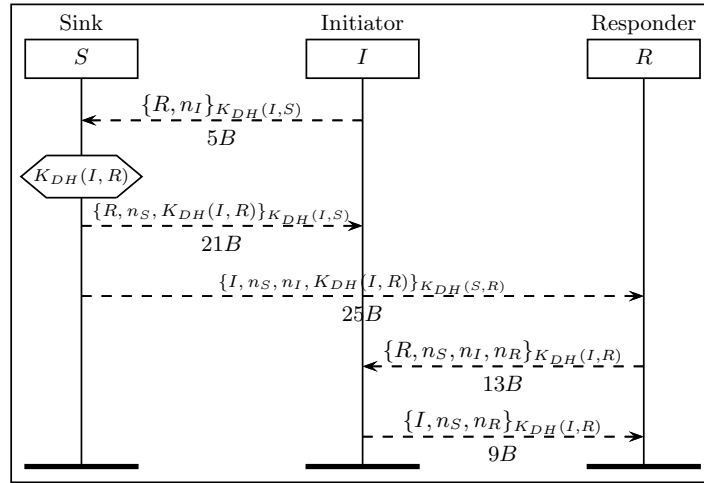 Sink Initiator Responder
S I R
{R, n_I}_{K_{DH}(I,S)}
5B
K_{DH}(I, R)
{R, n_S, K_{DH}(I, R)}_{K_{DH}(I,S)}
21B
{I, n_S, n_I, K_{DH}(I, R)}_{K_{DH}(S,R)}
25B
{R, n_S, n_I, n_R}_{K_{DH}(I,R)}
13B
{I, n_S, n_R}_{K_{DH}(I,R)}
9B